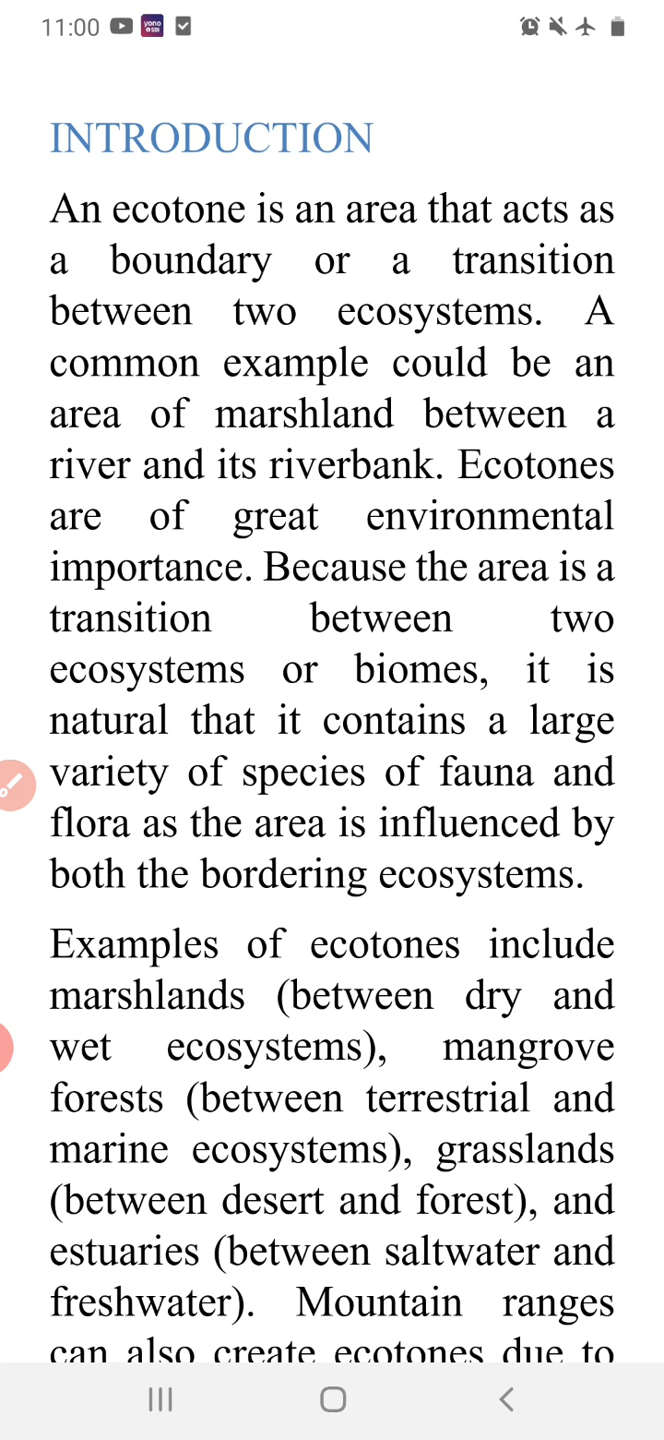 11:00
yono
SBI
INTRODUCTION
An ecotone is an area that acts as
a boundary or a transition
between two ecosystems. A
common example could be an
area of marshland between a
river and its riverbank. Ecotones
are of great environmental
importance. Because the area is a
transition between two
ecosystems or biomes, it is
natural that it contains a large
variety of species of fauna and
flora as the area is influenced by
both the bordering ecosystems.
Examples of ecotones include
marshlands (between dry and
wet ecosystems), mangrove
forests (between terrestrial and
marine ecosystems), grasslands
(between desert and forest), and
estuaries (between saltwater and
freshwater). Mountain ranges
can also create ecotones due to